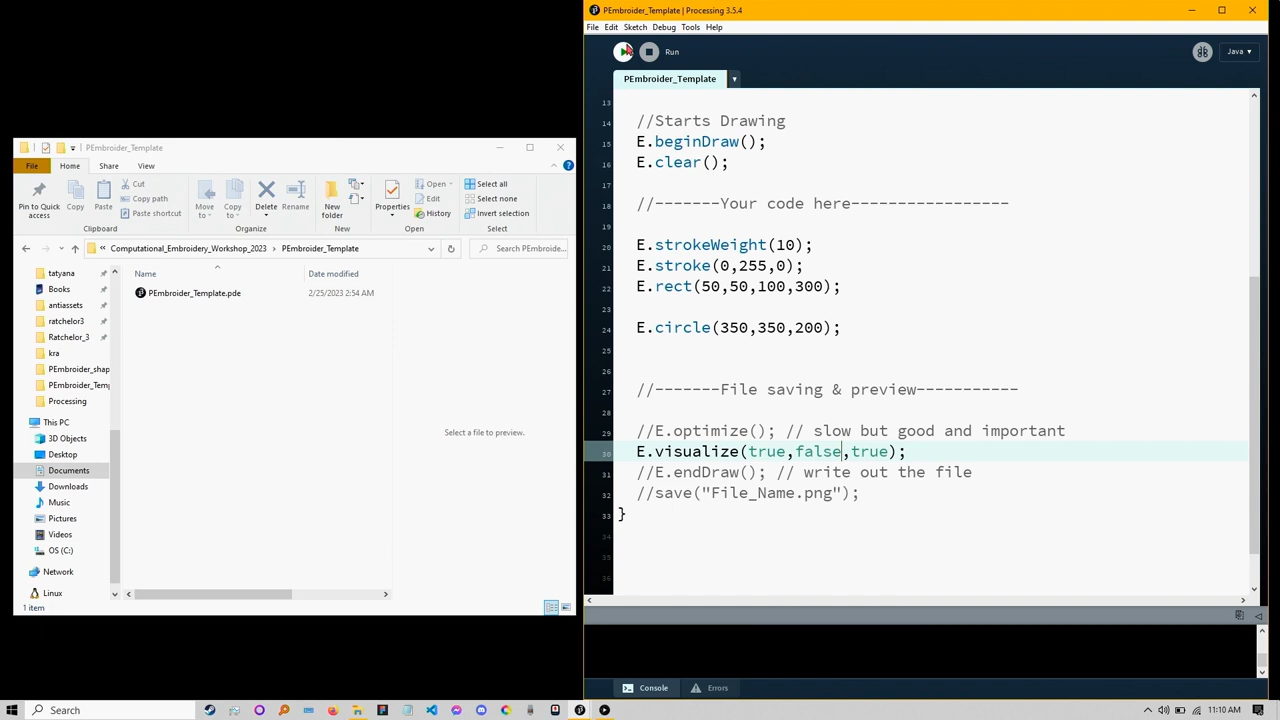 PEmbroider_Template | Processing 3.5.4
File Edit Sketch Debug Tools Help
Run
Java ▾
PEmbroider_Template
13
14 //Starts Drawing
15 E.beginDraw();
16 E.clear();
17
18 //-------Your code here-----------------
19
20 E.strokeWeight(10);
21 E.stroke(0,255,0);
22 E.rect(50,50,100,300);
23
24 E.circle(350,350,200);
25
26
27 //-------File saving & preview-----------
28
29 //E.optimize(); // slow but good and important
30 E.visualize(true,false,true);
31 //E.endDraw(); // write out the file
32 //save("File_Name.png");
33 }
34
35
36
Console Errors
PEmbroider_Template
File Home Share View
Pin to Quick access
Copy
Paste
Cut
Copy path
Paste shortcut
Clipboard
Move to
Copy to
Delete
Rename
Organize
New folder
New
Properties
Open
Edit
History
Open
Select all
Select none
Invert selection
Select
Computational_Embroidery_Workshop_2023 > PEmbroider_Template
Search PEmbroide...
Name Date modified
PEmbroider_Template.pde 2/25/2023 2:54 AM
tatyana
Books
antiassets
ratchelor3
Ratchelor_3
kra
PEmbroider_shap
PEmbroider_Temp
Processing
This PC
3D Objects
Desktop
Documents
Downloads
Music
Pictures
Videos
OS (C:)
Network
Linux
Select a file to preview.
1 item
Search
11:10 AM